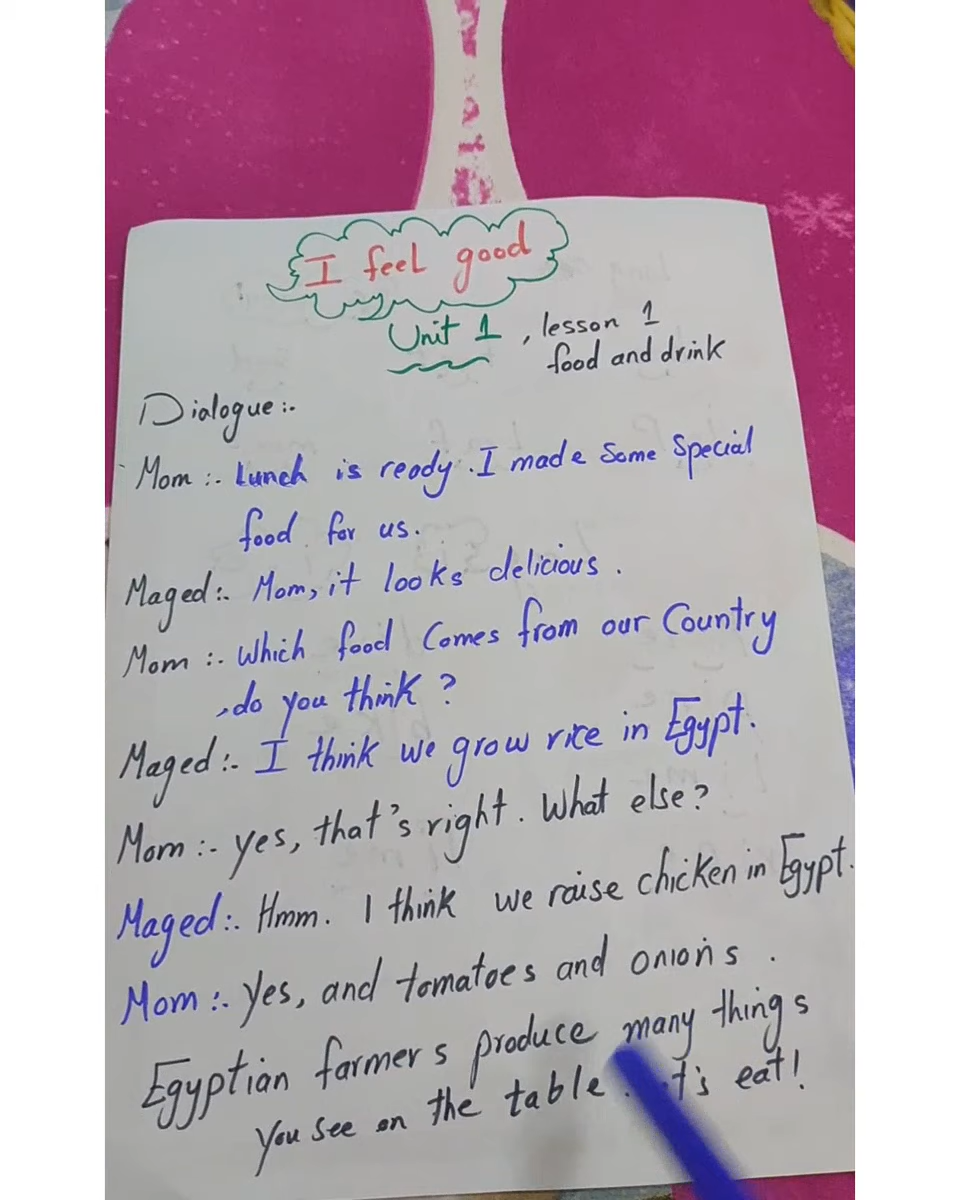 I feel good
Unit 1, lesson 1
food and drink
Dialogue:.
Mom:. Lunch is ready. I made some special
food for us.
Maged:. Mom, it looks delicious.
Mom:. Which food comes from our Country
,do you think?
Maged:. I think we grow rice in Egypt.
Mom:- yes, that's right. What else?
Maged:. Hmm. I think we raise chicken in Egypt.
Mom:. Yes, and tomatoes and onions.
Egyptian farmers produce many things
You see on the table. eat!